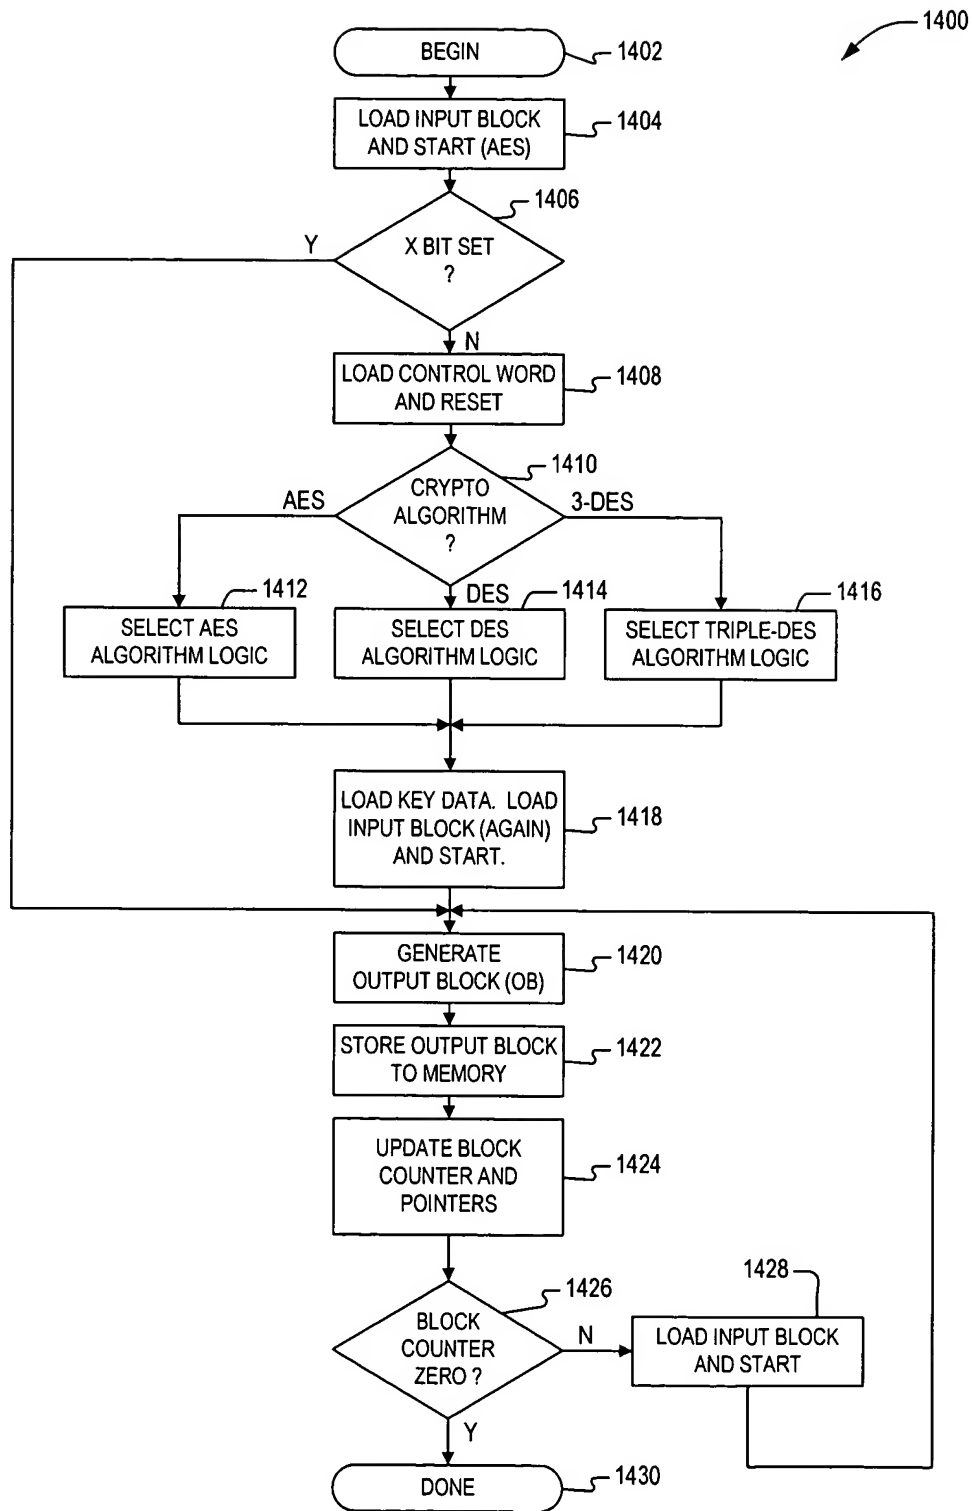 1400
BEGIN
1402
LOAD INPUT BLOCK
AND START (AES)
1404
1406
X BIT SET
?
Y
N
LOAD CONTROL WORD
AND RESET
1408
1410
CRYPTO
ALGORITHM
?
AES
3-DES
DES
1412
SELECT AES
ALGORITHM LOGIC
1414
SELECT DES
ALGORITHM LOGIC
1416
SELECT TRIPLE-DES
ALGORITHM LOGIC
LOAD KEY DATA. LOAD
INPUT BLOCK (AGAIN)
AND START.
1418
GENERATE
OUTPUT BLOCK (OB)
1420
STORE OUTPUT BLOCK
TO MEMORY
1422
UPDATE BLOCK
COUNTER AND
POINTERS
1424
1426
BLOCK
COUNTER
ZERO ?
N
1428
LOAD INPUT BLOCK
AND START
Y
DONE
1430